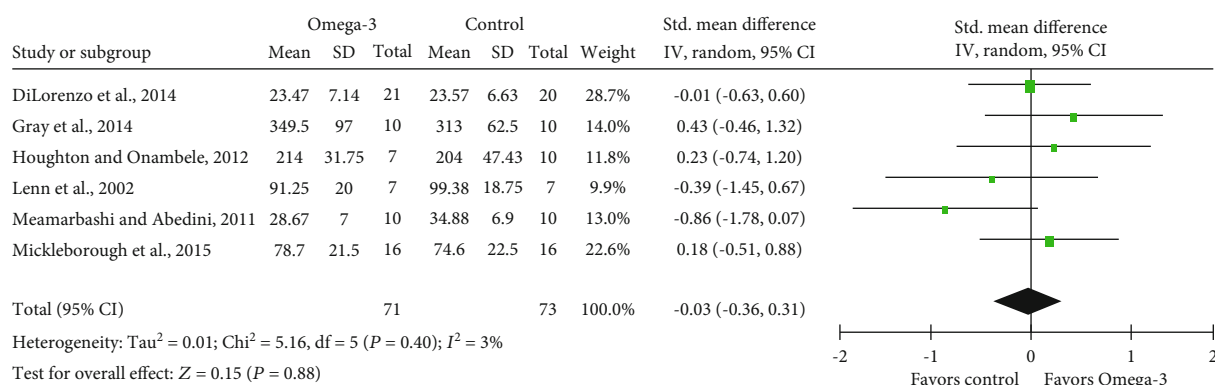 Omega-3 Control Std. mean difference Std. mean difference
Study or subgroup Mean SD Total Mean SD Total Weight IV, random, 95% CI IV, random, 95% CI
DiLorenzo et al., 2014 23.47 7.14 21 23.57 6.63 20 28.7% -0.01 (-0.63, 0.60)
Gray et al., 2014 349.5 97 10 313 62.5 10 14.0% 0.43 (-0.46, 1.32)
Houghton and Onambele, 2012 214 31.75 7 204 47.43 10 11.8% 0.23 (-0.74, 1.20)
Lenn et al., 2002 91.25 20 7 99.38 18.75 7 9.9% -0.39 (-1.45, 0.67)
Meamarbashi and Abedini, 2011 28.67 7 10 34.88 6.9 10 13.0% -0.86 (-1.78, 0.07)
Mickleborough et al., 2015 78.7 21.5 16 74.6 22.5 16 22.6% 0.18 (-0.51, 0.88)
Total (95% CI) 71 73 100.0% -0.03 (-0.36, 0.31)
Heterogeneity: Tau² = 0.01; Chi² = 5.16, df = 5 (P = 0.40); I² = 3%
Test for overall effect: Z = 0.15 (P = 0.88)
-2 -1 0 1 2
Favors control Favors Omega-3